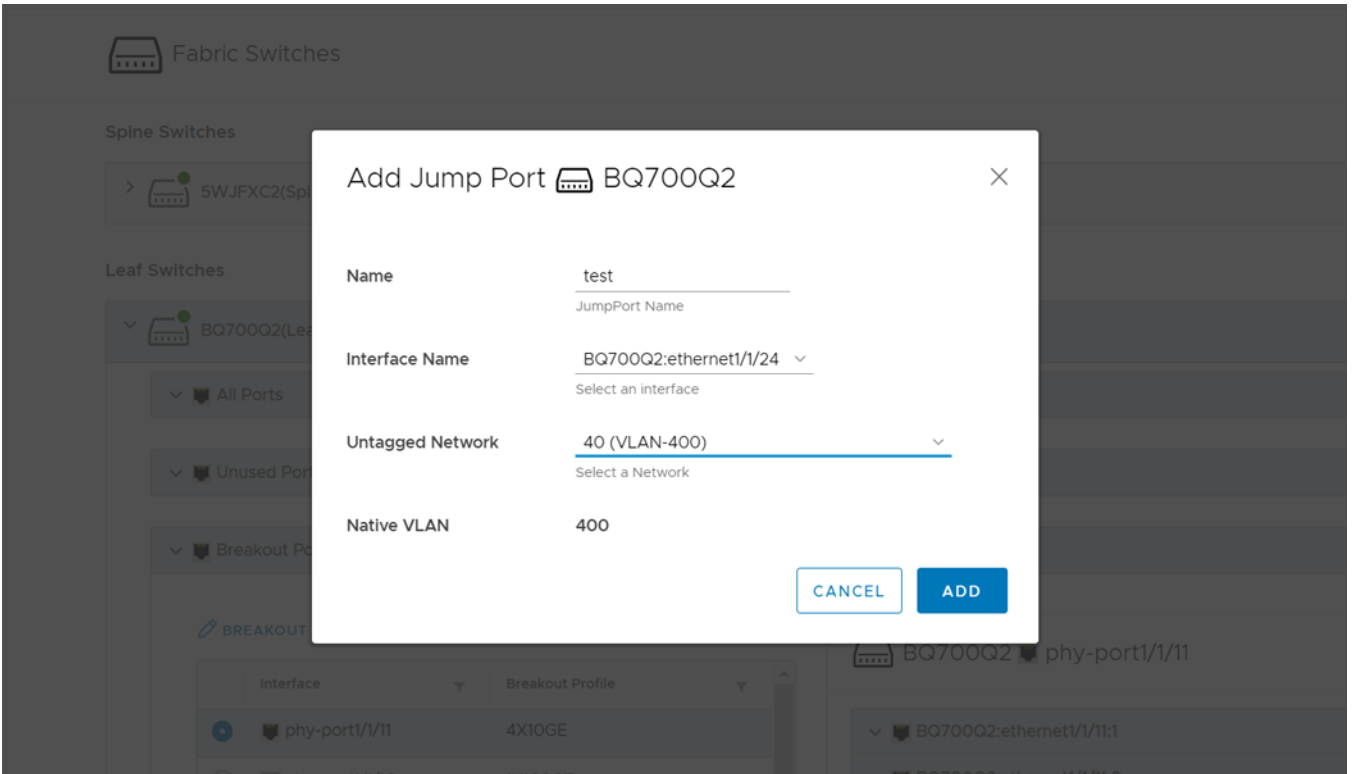 Fabric Switches
Spine Switches
5WJFXC2(Spi
Leaf Switches
BQ700Q2(Lea
All Ports
Unused Por
Breakout Po
BREAKOUT
Add Jump Port BQ700Q2
Name test
JumpPort Name
Interface Name BQ700Q2:ethernet1/1/24
Select an interface
Untagged Network 40 (VLAN-400)
Select a Network
Native VLAN 400
CANCEL ADD
Interface Breakout Profile
phy-port1/1/11 4X10GE
BQ700Q2 phy-port1/1/11
BQ700Q2:ethernet1/1/11:1